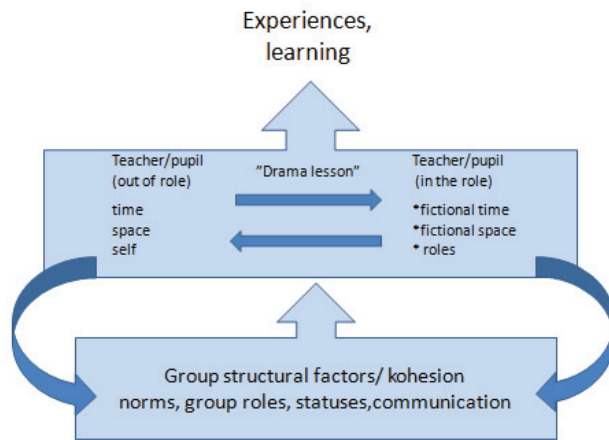 Experiences,
learning
Teacher/pupil
(out of role)
"Drama lesson"
Teacher/pupil
(in the role)
time
space
self
*fictional time
*fictional space
* roles
Group structural factors/ kohesion
norms, group roles, statuses,communication